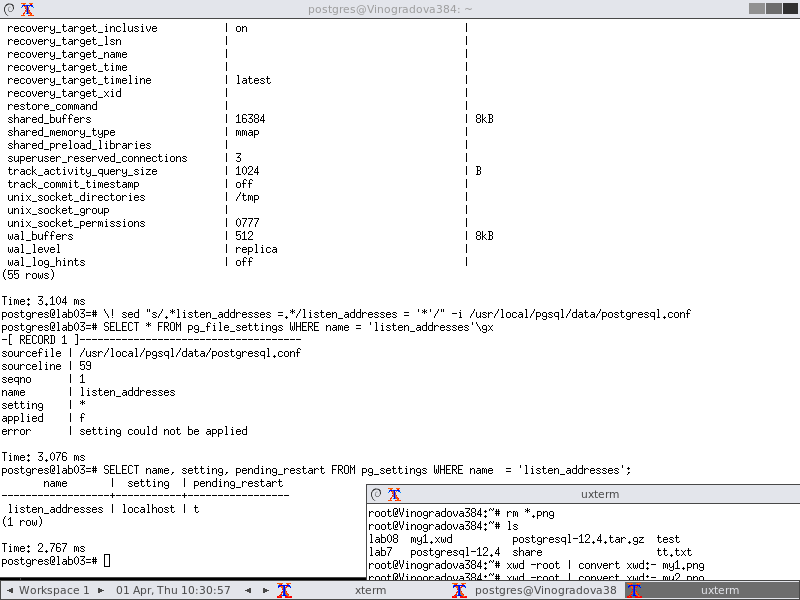 postgres@Vinogradova384: ~
recovery_target_inclusive | on |
recovery_target_lsn | |
recovery_target_name | |
recovery_target_time | |
recovery_target_timeline | latest |
recovery_target_xid | |
restore_command | |
shared_buffers | 16384 | 8kB
shared_memory_type | mmap |
shared_preload_libraries | |
superuser_reserved_connections | 3 |
track_activity_query_size | 1024 | B
track_commit_timestamp | off |
unix_socket_directories | /tmp |
unix_socket_group | |
unix_socket_permissions | 0777 |
wal_buffers | 512 | 8kB
wal_level | replica |
wal_log_hints | off |
(55 rows)
Time: 3.104 ms
postgres@lab03=# \! sed "s/.*listen_addresses =.*/listen_addresses = '*'/" -i /usr/local/pgsql/data/postgresql.conf
postgres@lab03=# SELECT * FROM pg_file_settings WHERE name = 'listen_addresses'\gx
-[ RECORD 1 ]----------------------------------
sourcefile | /usr/local/pgsql/data/postgresql.conf
sourceline | 59
seqno | 1
name | listen_addresses
setting | *
applied | f
error | setting could not be applied
Time: 3.076 ms
postgres@lab03=# SELECT name, setting, pending_restart FROM pg_settings WHERE name  = 'listen_addresses';
name | setting | pending_restart
------------------+-----------+-----------------
listen_addresses | localhost | t
(1 row)
Time: 2.767 ms
postgres@lab03=#
uxterm
root@Vinogradova384:~# rm *.png
root@Vinogradova384:~# ls
lab08 my1.xwd postgresql-12.4.tar.gz test
lab7 postgresql-12.4 share tt.txt
root@Vinogradova384:~# xwd -root | convert xwd:- my1.png
root@Vinogradova384:~# xwd -root | convert xwd:- my2.png
Workspace 1 01 Apr, Thu 10:30:57 xterm postgres@Vinogradova38 uxterm